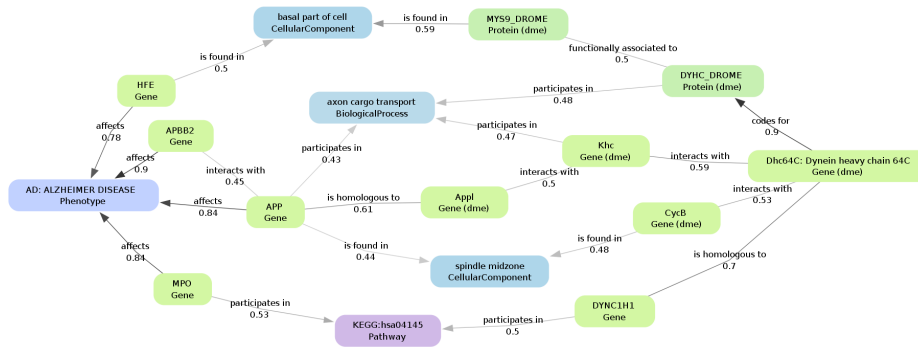 basal part of cell
CellularComponent
is found in
0.59
MYS9_DROME
Protein (dme)
functionally associated to
0.5
is found in
0.5
DYHC_DROME
Protein (dme)
HFE
Gene
participates in
0.48
axon cargo transport
BiologicalProcess
codes for
0.9
affects
0.78
APBB2
Gene
participates in
0.47
participates in
0.43
Khc
Gene (dme)
affects
0.9
interacts with
0.59
Dhc64C: Dynein heavy chain 64C
Gene (dme)
interacts with
0.45
interacts with
0.5
interacts with
0.53
AD: ALZHEIMER DISEASE
Phenotype
affects
0.84
APP
Gene
is homologous to
0.61
Appl
Gene (dme)
CycB
Gene (dme)
is found in
0.44
is found in
0.48
affects
0.84
is homologous to
0.7
spindle midzone
CellularComponent
MPO
Gene
participates in
0.53
DYNC1H1
Gene
participates in
0.5
KEGG:hsa04145
Pathway